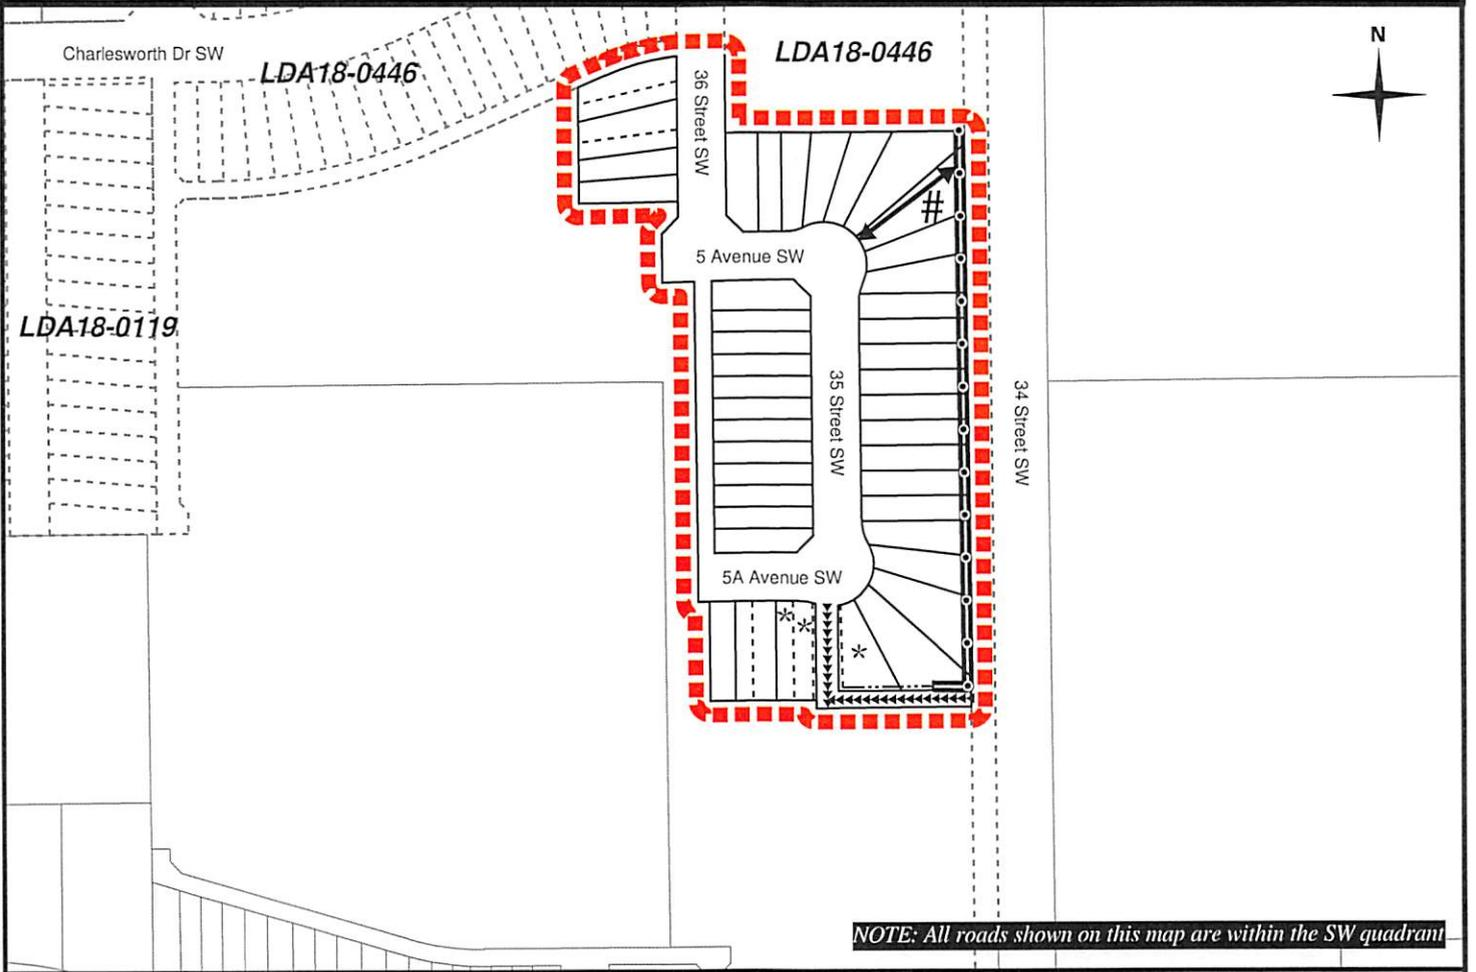 Charlesworth Dr SW
LDA18-0446
LDA18-0446
N
36 Street SW
#
5 Avenue SW
LDA18-0119
35 Street SW
34 Street SW
5A Avenue SW
*
*
*
NOTE: All roads shown on this map are within the SW quadrant